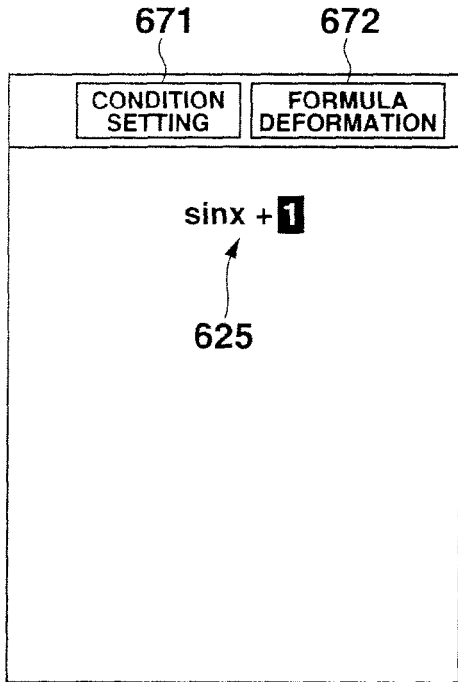 671 672
CONDITION SETTING
FORMULA DEFORMATION
sinx + 1
625